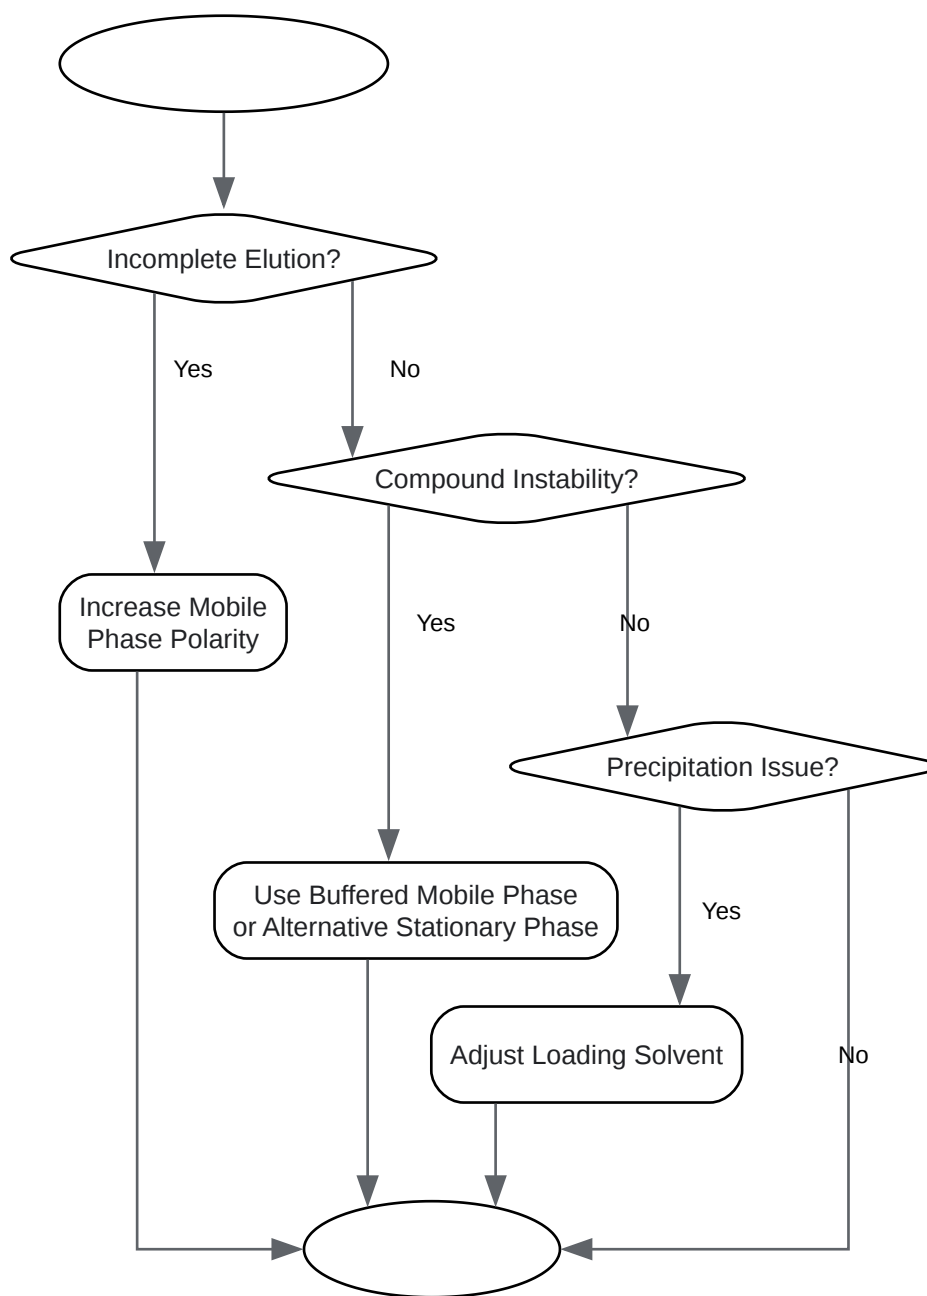 Incomplete Elution?
Yes
No
Compound Instability?
Increase Mobile
Phase Polarity
Yes
No
Precipitation Issue?
Use Buffered Mobile Phase
or Alternative Stationary Phase
Yes
Adjust Loading Solvent
No